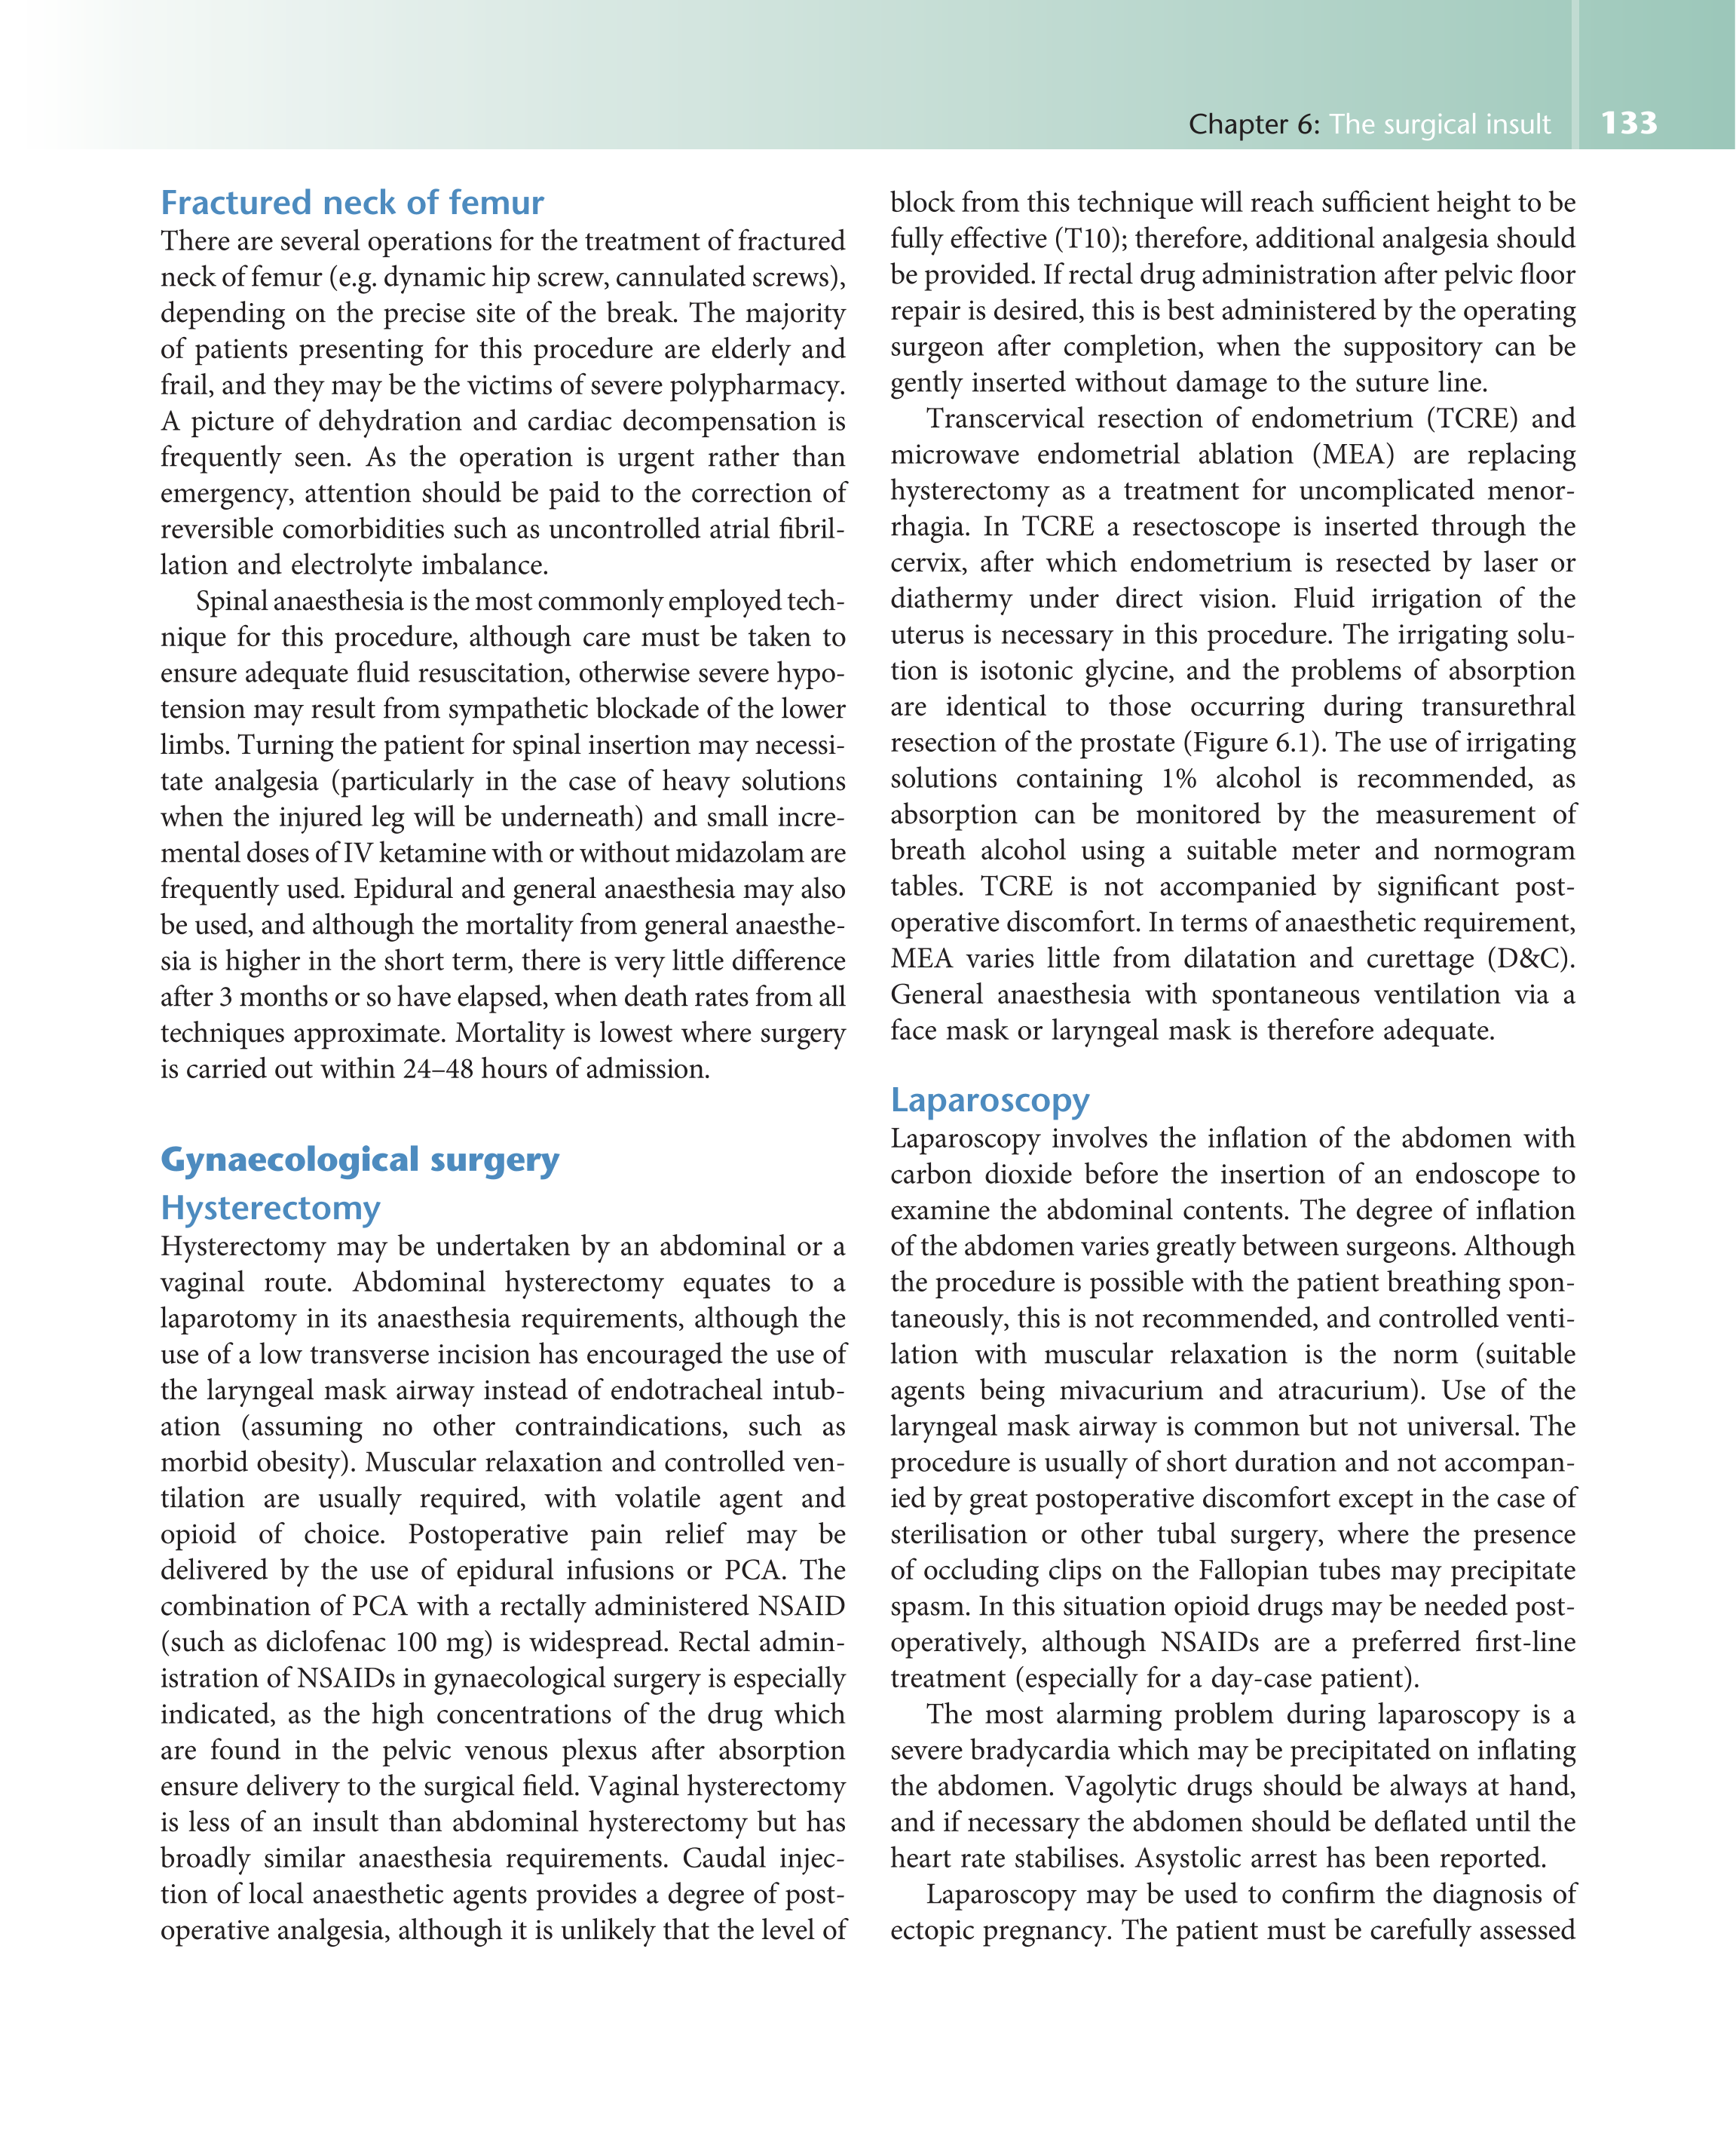 Chapter 6: The surgical insult 133
Fractured neck of femur
There are several operations for the treatment of fractured
neck of femur (e.g. dynamic hip screw, cannulated screws),
depending on the precise site of the break. The majority
of patients presenting for this procedure are elderly and
frail, and they may be the victims of severe polypharmacy.
A picture of dehydration and cardiac decompensation is
frequently seen. As the operation is urgent rather than
emergency, attention should be paid to the correction of
reversible comorbidities such as uncontrolled atrial fibril-
lation and electrolyte imbalance.
Spinal anaesthesia is the most commonly employed tech-
nique for this procedure, although care must be taken to
ensure adequate fluid resuscitation, otherwise severe hypo-
tension may result from sympathetic blockade of the lower
limbs. Turning the patient for spinal insertion may necessi-
tate analgesia (particularly in the case of heavy solutions
when the injured leg will be underneath) and small incre-
mental doses of IV ketamine with or without midazolam are
frequently used. Epidural and general anaesthesia may also
be used, and although the mortality from general anaesthe-
sia is higher in the short term, there is very little difference
after 3 months or so have elapsed, when death rates from all
techniques approximate. Mortality is lowest where surgery
is carried out within 24–48 hours of admission.
Gynaecological surgery
Hysterectomy
Hysterectomy may be undertaken by an abdominal or a
vaginal route. Abdominal hysterectomy equates to a
laparotomy in its anaesthesia requirements, although the
use of a low transverse incision has encouraged the use of
the laryngeal mask airway instead of endotracheal intub-
ation (assuming no other contraindications, such as
morbid obesity). Muscular relaxation and controlled ven-
tilation are usually required, with volatile agent and
opioid of choice. Postoperative pain relief may be
delivered by the use of epidural infusions or PCA. The
combination of PCA with a rectally administered NSAID
(such as diclofenac 100 mg) is widespread. Rectal admin-
istration of NSAIDs in gynaecological surgery is especially
indicated, as the high concentrations of the drug which
are found in the pelvic venous plexus after absorption
ensure delivery to the surgical field. Vaginal hysterectomy
is less of an insult than abdominal hysterectomy but has
broadly similar anaesthesia requirements. Caudal injec-
tion of local anaesthetic agents provides a degree of post-
operative analgesia, although it is unlikely that the level of
block from this technique will reach sufficient height to be
fully effective (T10); therefore, additional analgesia should
be provided. If rectal drug administration after pelvic floor
repair is desired, this is best administered by the operating
surgeon after completion, when the suppository can be
gently inserted without damage to the suture line.
Transcervical resection of endometrium (TCRE) and
microwave endometrial ablation (MEA) are replacing
hysterectomy as a treatment for uncomplicated menor-
rhagia. In TCRE a resectoscope is inserted through the
cervix, after which endometrium is resected by laser or
diathermy under direct vision. Fluid irrigation of the
uterus is necessary in this procedure. The irrigating solu-
tion is isotonic glycine, and the problems of absorption
are identical to those occurring during transurethral
resection of the prostate (Figure 6.1). The use of irrigating
solutions containing 1% alcohol is recommended, as
absorption can be monitored by the measurement of
breath alcohol using a suitable meter and normogram
tables. TCRE is not accompanied by significant post-
operative discomfort. In terms of anaesthetic requirement,
MEA varies little from dilatation and curettage (D&C).
General anaesthesia with spontaneous ventilation via a
face mask or laryngeal mask is therefore adequate.
Laparoscopy
Laparoscopy involves the inflation of the abdomen with
carbon dioxide before the insertion of an endoscope to
examine the abdominal contents. The degree of inflation
of the abdomen varies greatly between surgeons. Although
the procedure is possible with the patient breathing spon-
taneously, this is not recommended, and controlled venti-
lation with muscular relaxation is the norm (suitable
agents being mivacurium and atracurium). Use of the
laryngeal mask airway is common but not universal. The
procedure is usually of short duration and not accompan-
ied by great postoperative discomfort except in the case of
sterilisation or other tubal surgery, where the presence
of occluding clips on the Fallopian tubes may precipitate
spasm. In this situation opioid drugs may be needed post-
operatively, although NSAIDs are a preferred first-line
treatment (especially for a day-case patient).
The most alarming problem during laparoscopy is a
severe bradycardia which may be precipitated on inflating
the abdomen. Vagolytic drugs should be always at hand,
and if necessary the abdomen should be deflated until the
heart rate stabilises. Asystolic arrest has been reported.
Laparoscopy may be used to confirm the diagnosis of
ectopic pregnancy. The patient must be carefully assessed